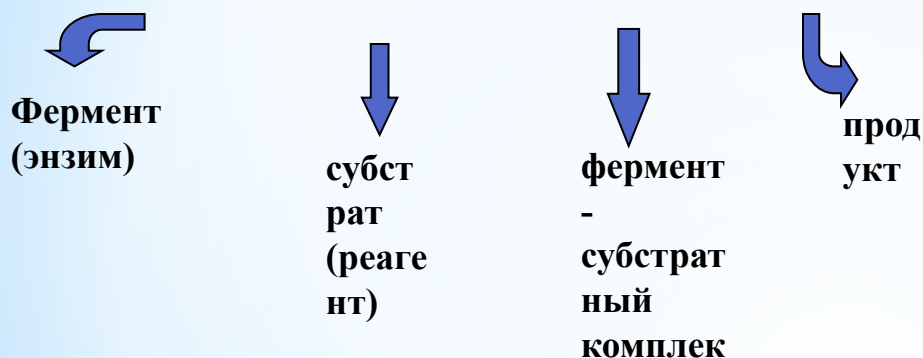 Фермент
(энзим)
субст
рат
(реаге
нт)
фермент
-
субстрат
ный
комплек
прод
укт